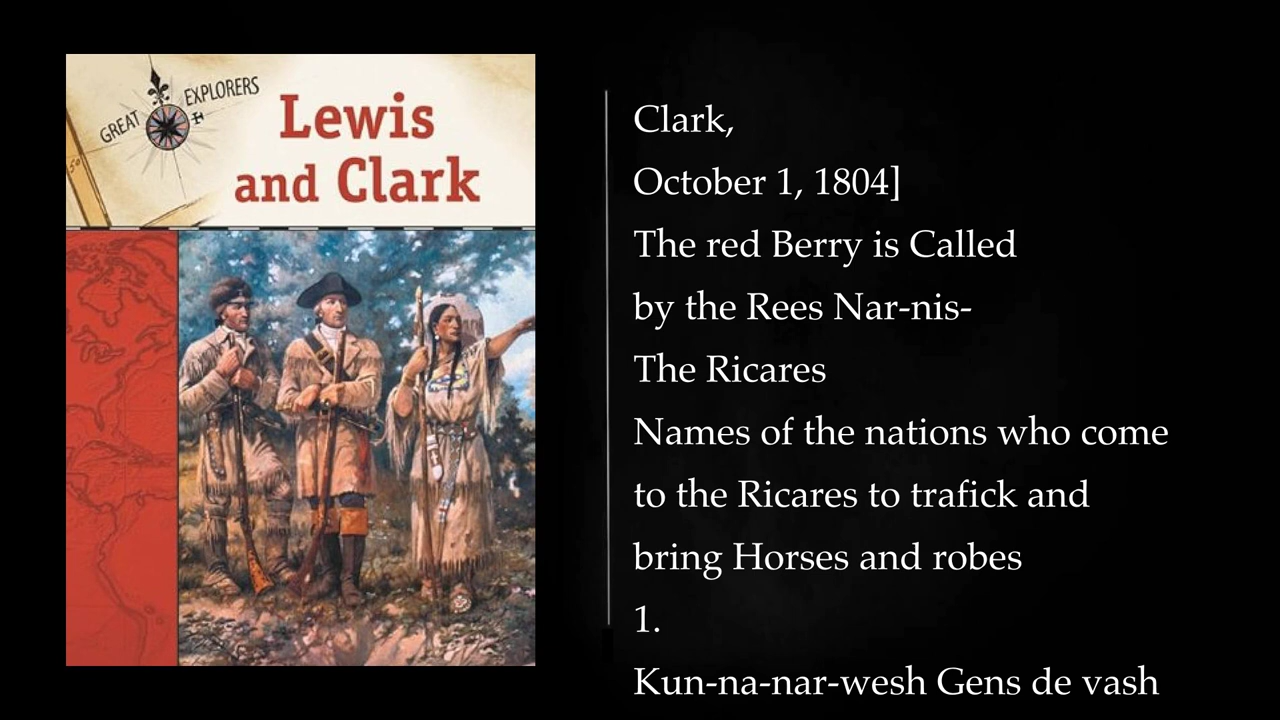 GREAT EXPLORERS
Lewis
and Clark
Clark,
October 1, 1804]
The red Berry is Called
by the Rees Nar-nis-
The Ricares
Names of the nations who come
to the Ricares to trafick and
bring Horses and robes
1.
Kun-na-nar-wesh Gens de vash